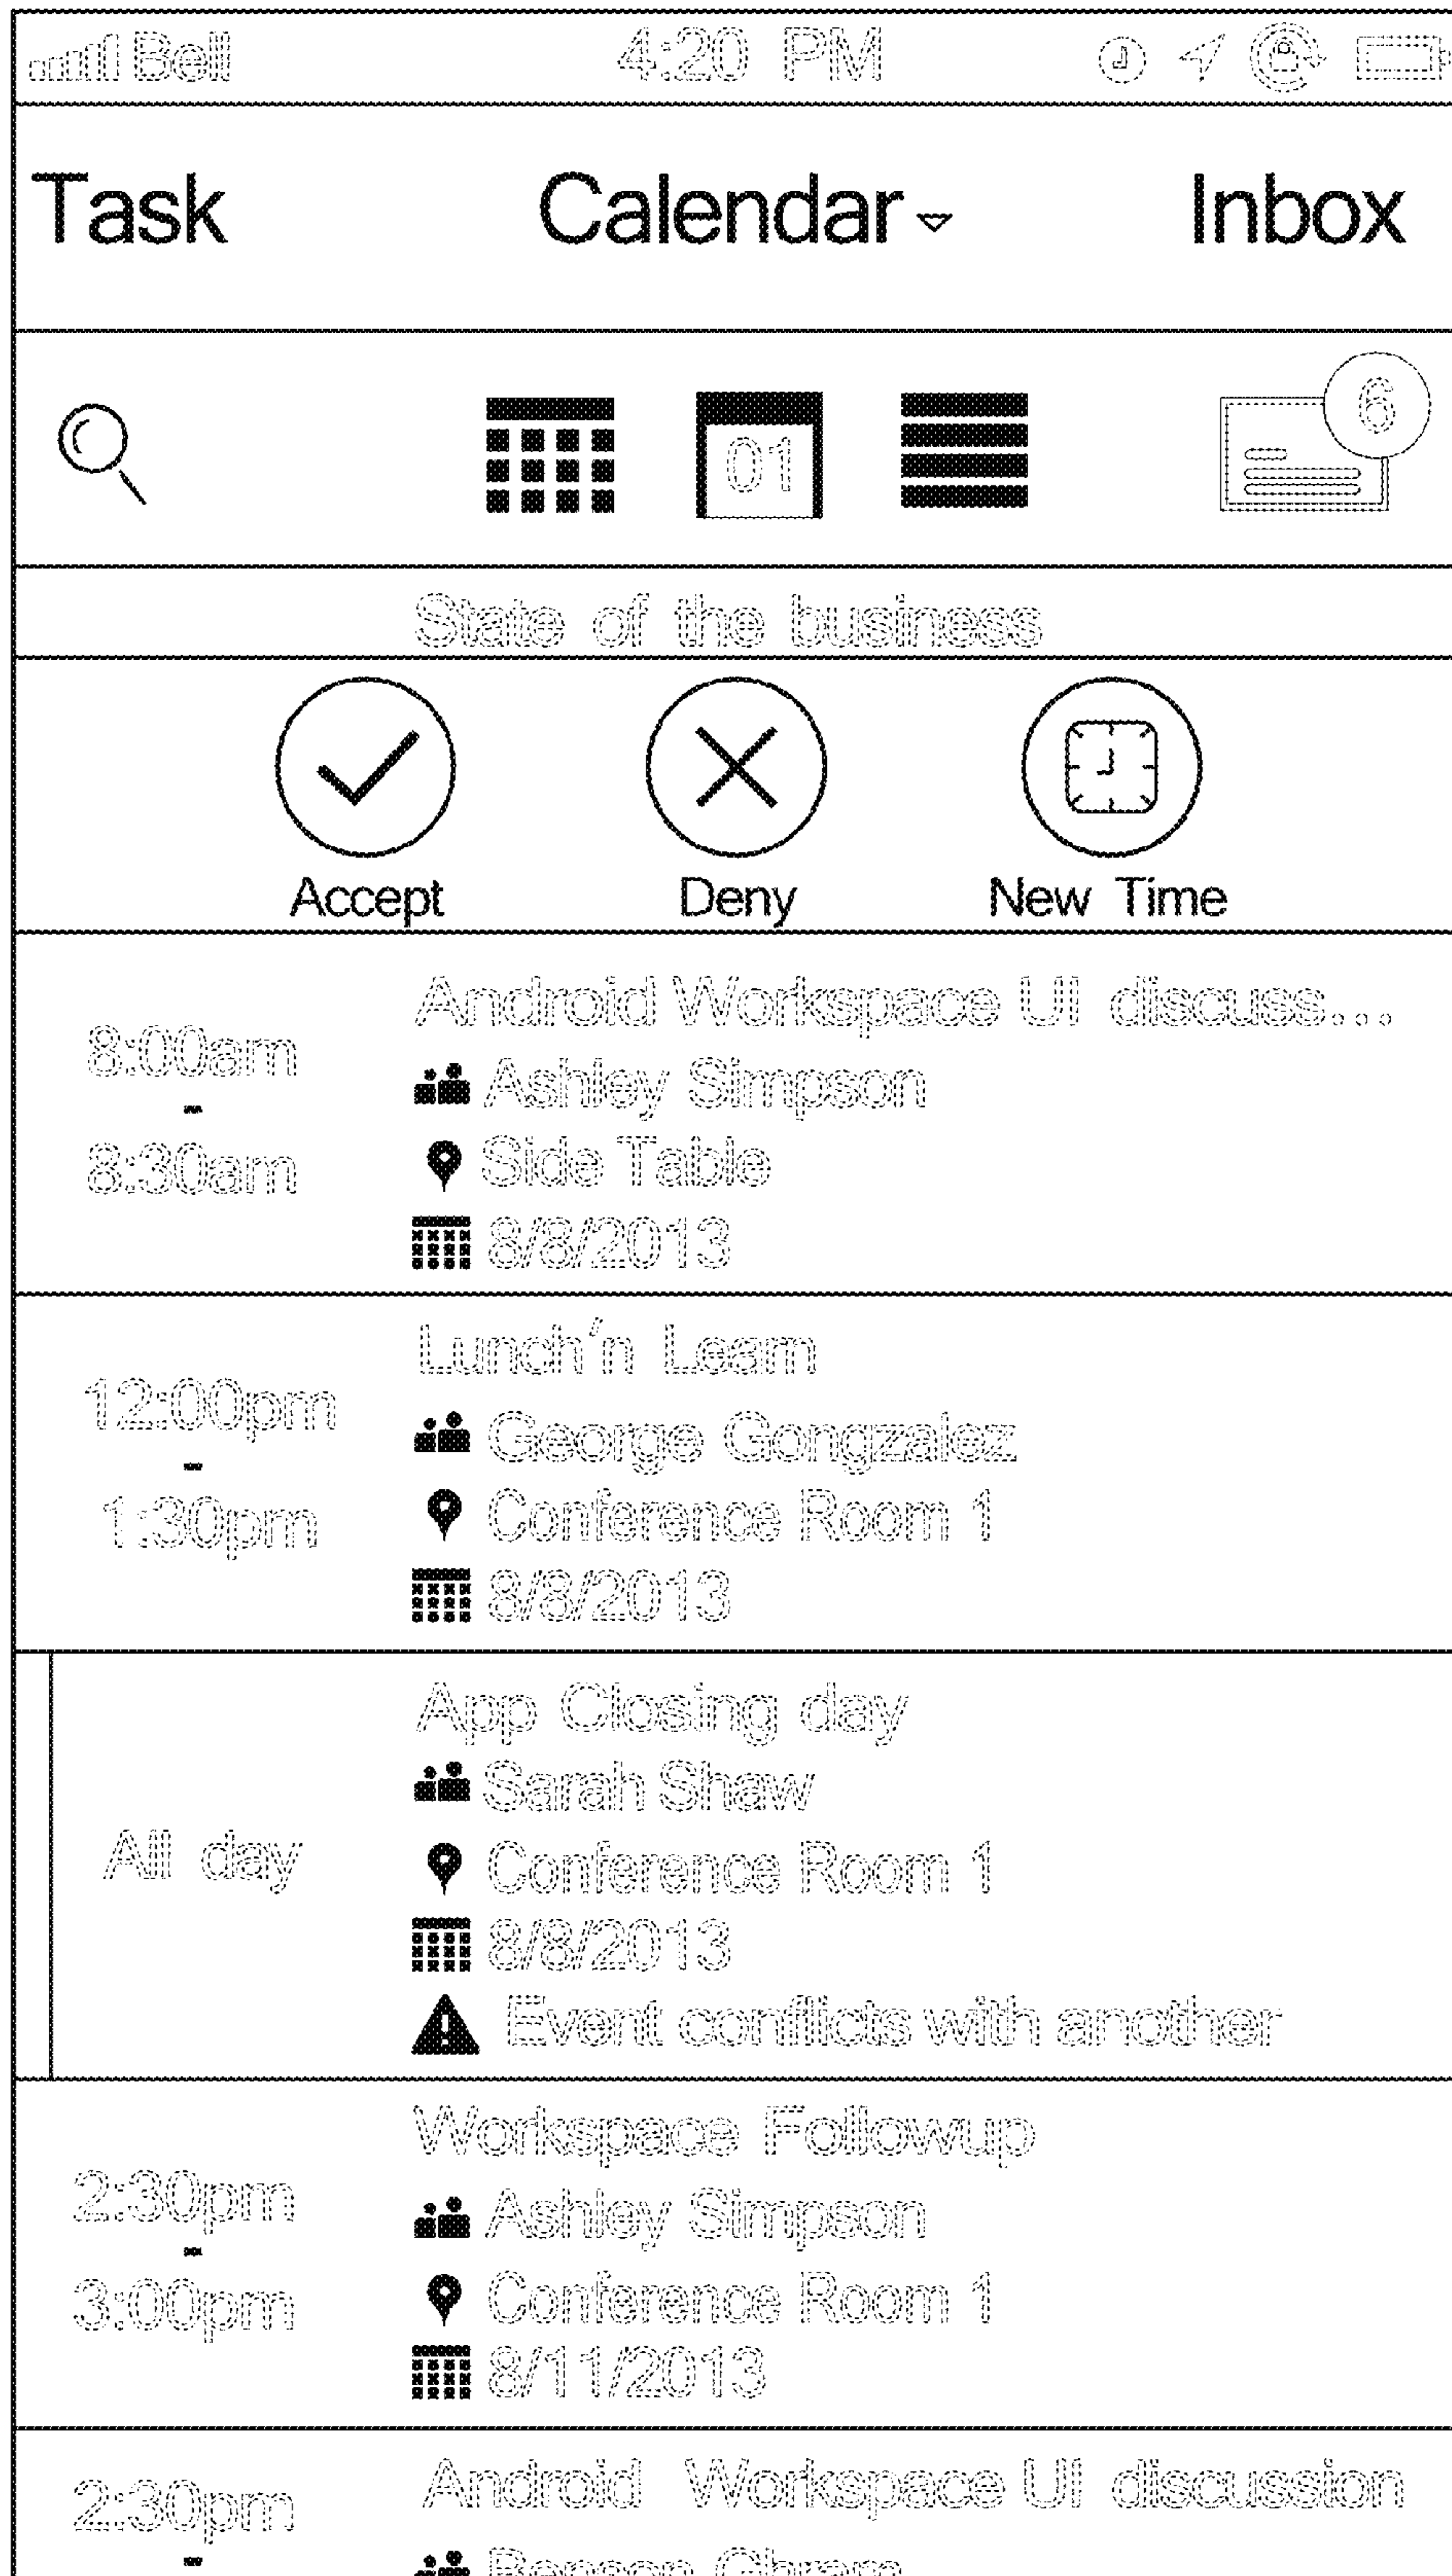 Bell 4:20 PM
Task Calendar Inbox
01 6
State of the business
Accept Deny New Time
Android Workspace UI discuss...
8:00am
-
8:30am
Ashley Simpson
Side Table
8/8/2013
Lunch'n Learn
12:00pm
-
1:30pm
George Gongzalez
Conference Room 1
8/8/2013
App Closing day
Sarah Shaw
All day
Conference Room 1
8/8/2013
Event conflicts with another
Workspace Followup
2:30pm
-
3:00pm
Ashley Simpson
Conference Room 1
8/11/2013
Android Workspace UI discussion
2:30pm
-